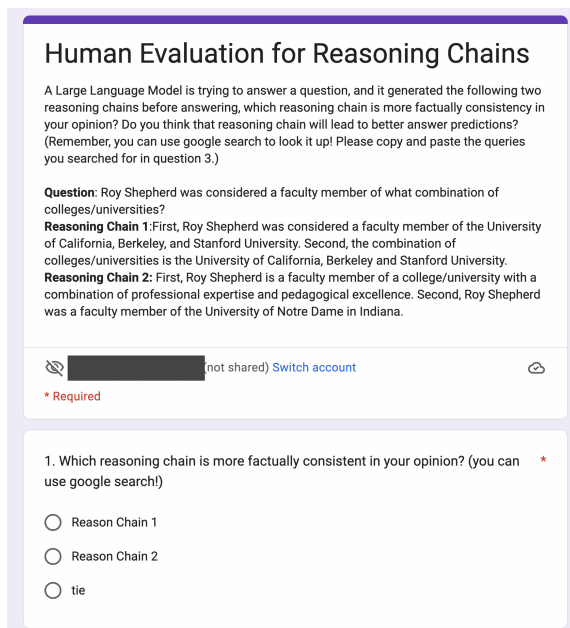 Human Evaluation for Reasoning Chains
A Large Language Model is trying to answer a question, and it generated the following two
reasoning chains before answering, which reasoning chain is more factually consistency in
your opinion? Do you think that reasoning chain will lead to better answer predictions?
(Remember, you can use google search to look it up! Please copy and paste the queries
you searched for in question 3.)
Question: Roy Shepherd was considered a faculty member of what combination of
colleges/universities?
Reasoning Chain 1:First, Roy Shepherd was considered a faculty member of the University
of California, Berkeley, and Stanford University. Second, the combination of
colleges/universities is the University of California, Berkeley and Stanford University.
Reasoning Chain 2: First, Roy Shepherd is a faculty member of a college/university with a
combination of professional expertise and pedagogical excellence. Second, Roy Shepherd
was a faculty member of the University of Notre Dame in Indiana.
(not shared) Switch account
* Required
1. Which reasoning chain is more factually consistent in your opinion? (you can *
use google search!)
Reason Chain 1
Reason Chain 2
tie